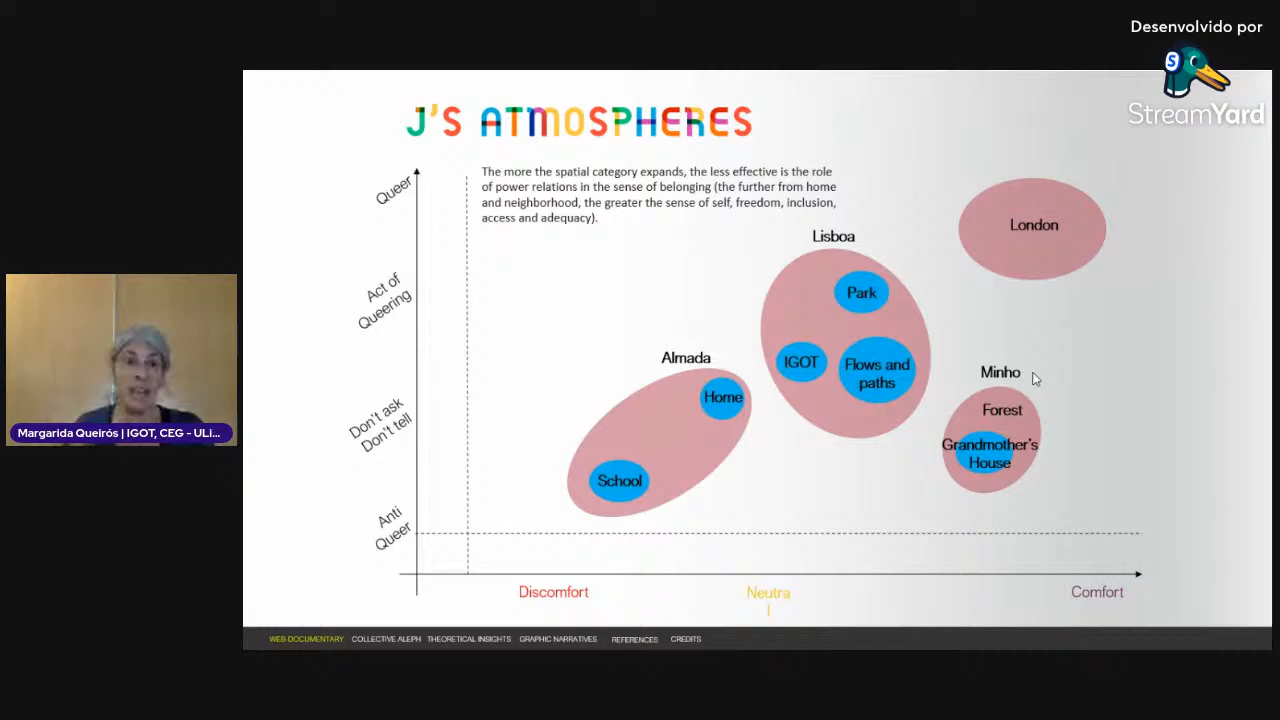 Desenvolvido por
StreamYard
J'S ATMOSPHERES
The more the spatial category expands, the less effective is the role
of power relations in the sense of belonging (the further from home
and neighborhood, the greater the sense of self, freedom, inclusion,
access and adequacy).
Queer
Act of
Queering
Don't ask
Don't tell
Anti
Queer
Lisboa
Park
IGOT
Flows and
paths
London
Almada
Home
School
Minho
Forest
Grandmother's
House
Discomfort
Neutra
l
Comfort
Margarida Queirós | IGOT, CEG - ULi...
WEB-DOCUMENTARY COLLECTIVE ALEPH THEORETICAL INSIGHTS GRAPHIC NARRATIVES REFERENCES CREDITS